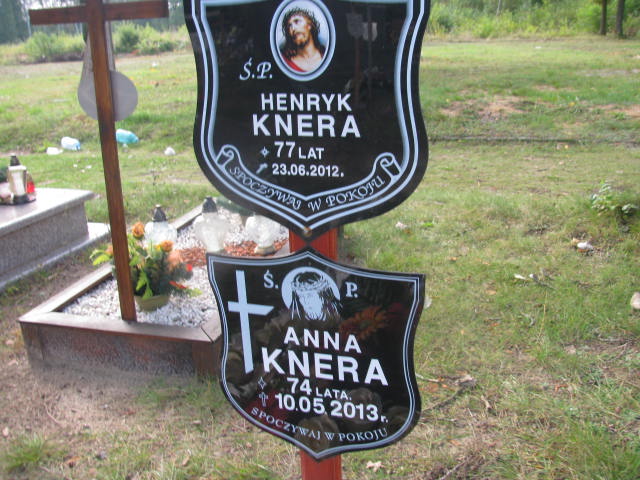 Ś.P.
HENRYK
KNERA
77 LAT
23.06.2012.
SPOCZYWAJ W POKOJU
Ś. P.
ANNA
KNERA
74 LATA.
10.05.2013 r.
SPOCZYWAJ W POKOJU